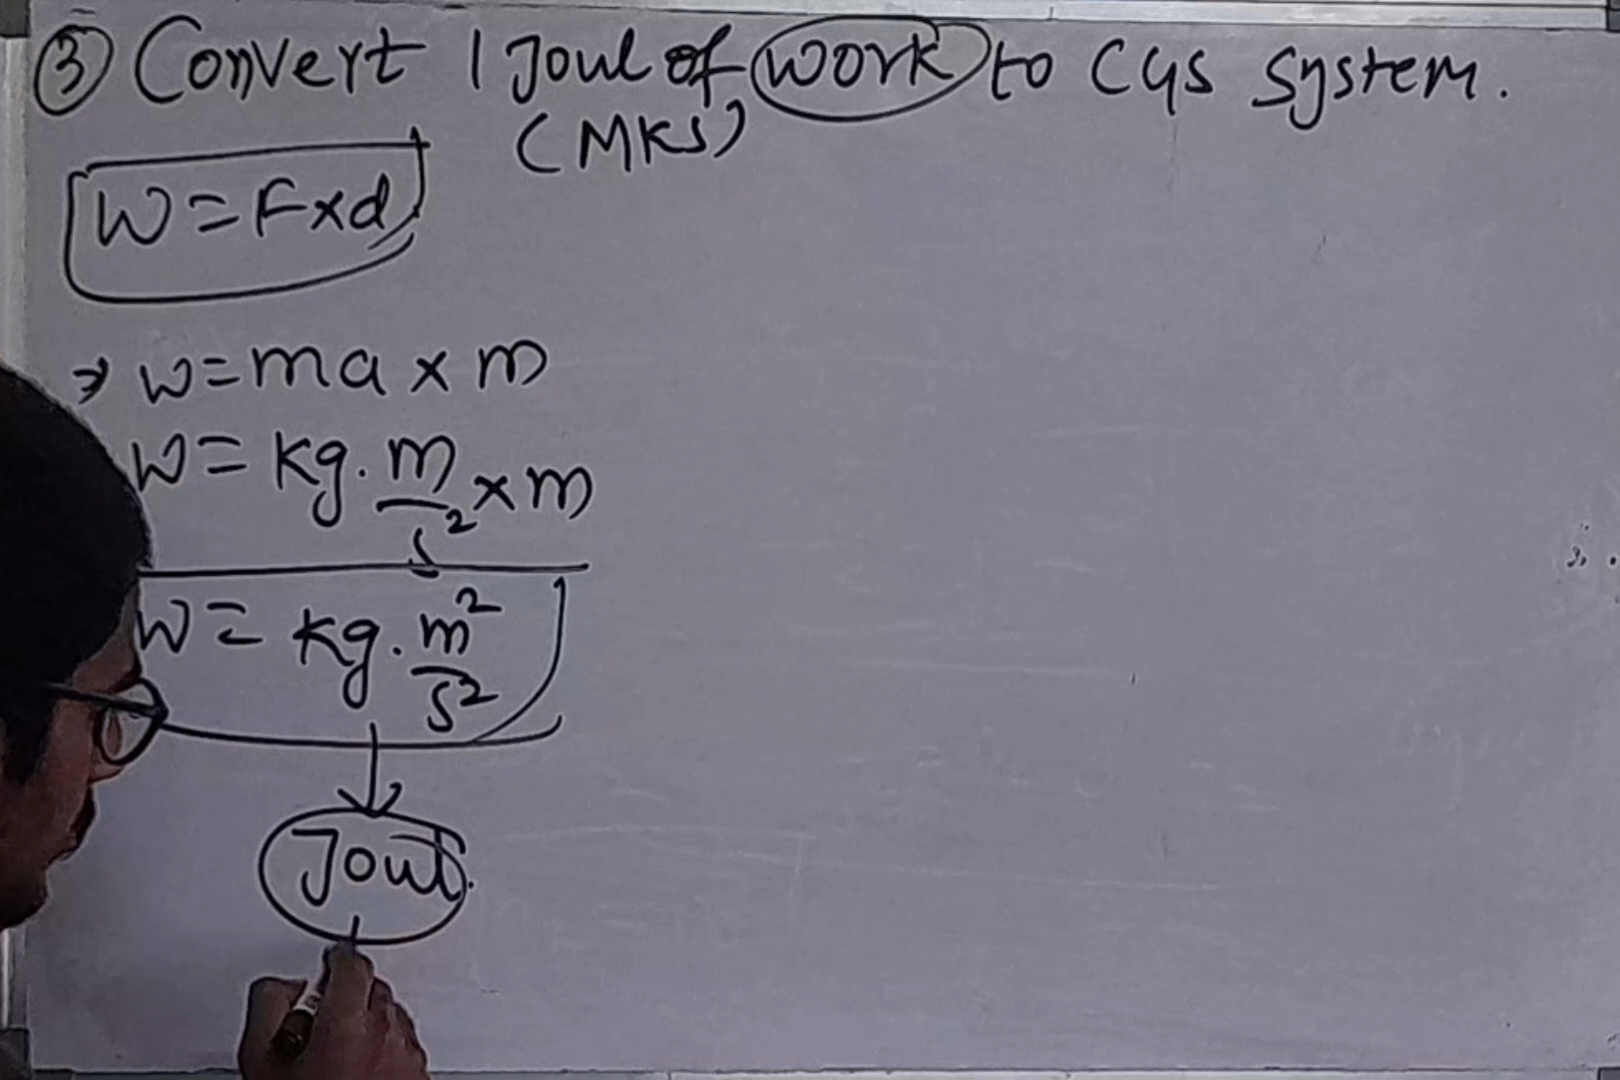 ③ Convert 1 Joul of work to CGS System.
(MKS)
W = F x d
⇒ W = ma x m
W = kg. m/s² x m
W = kg. m²/s²
Joul.